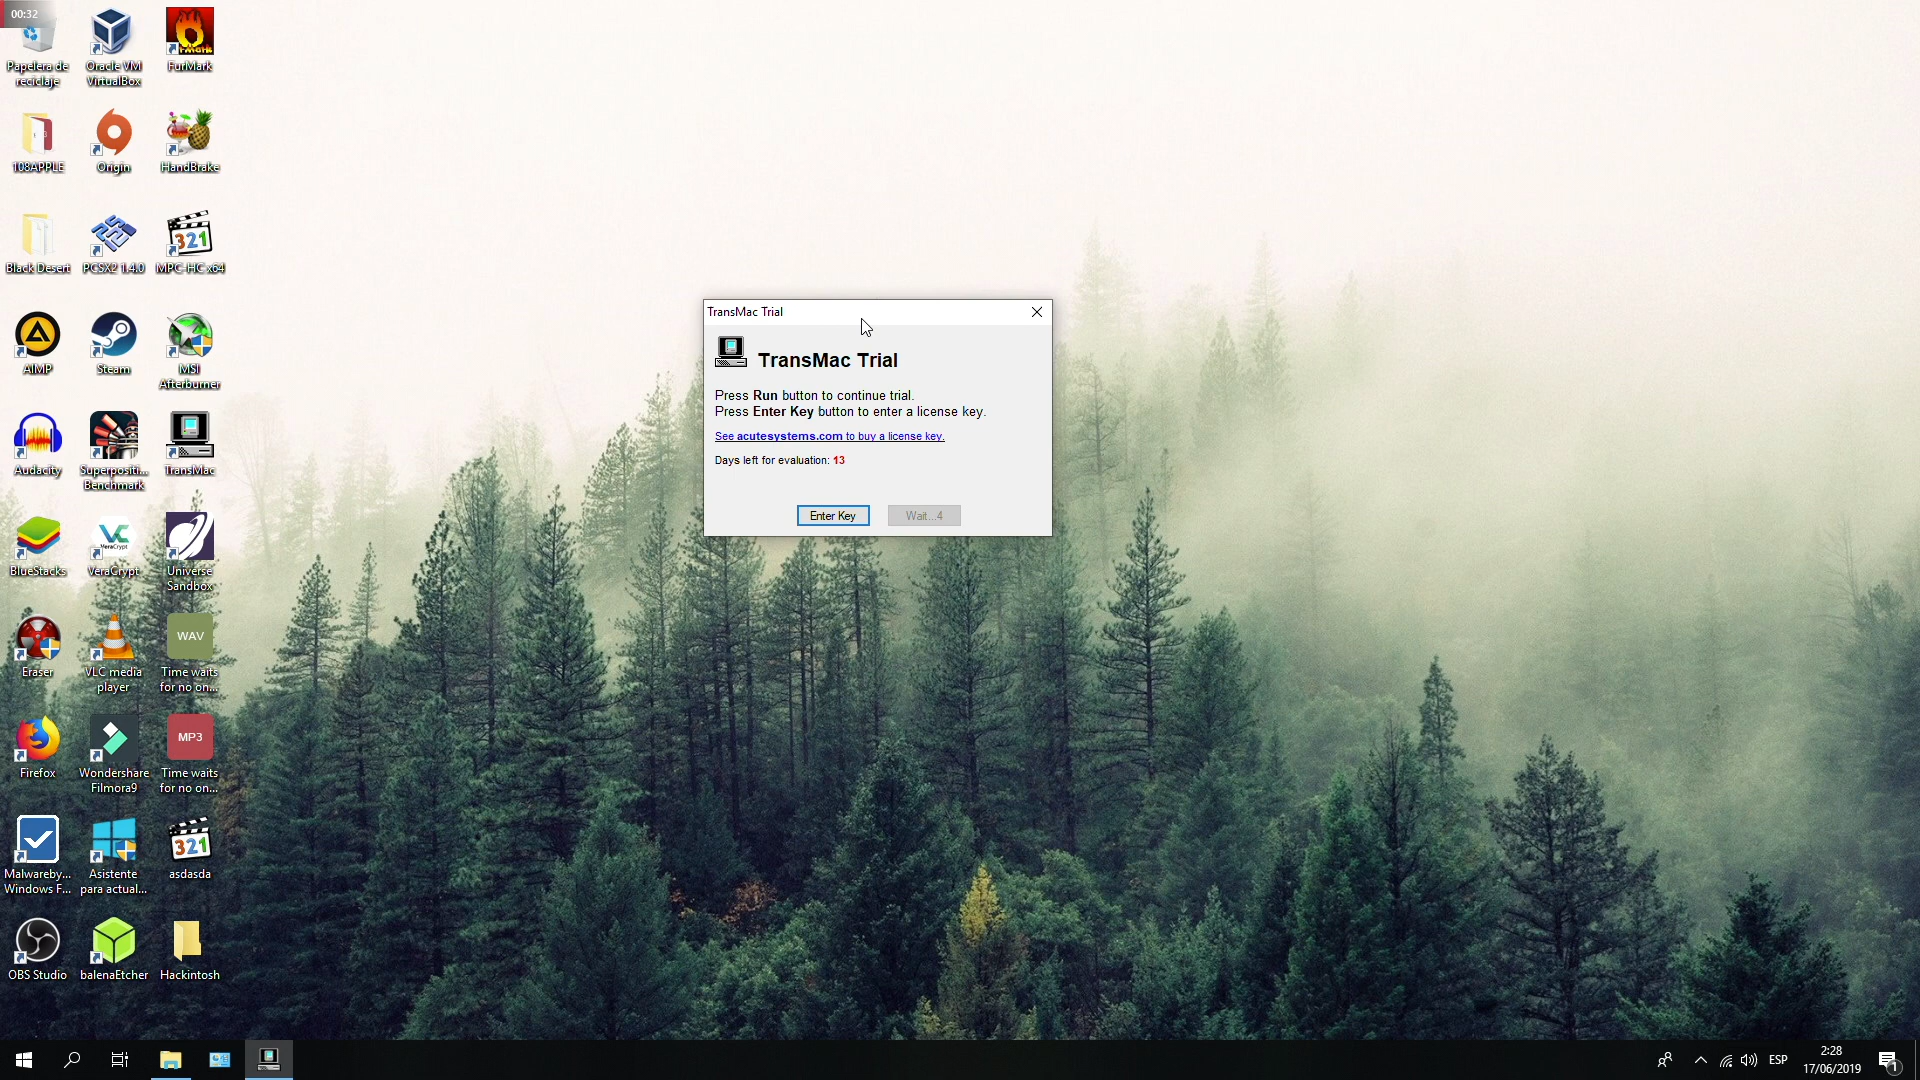 00:32
Papelera de
reciclaje
Oracle VM
VirtualBox
FurMark
108APPLE
Origin
HandBrake
Black Desert
PCSX2 1.4.0
MPC-HC x64
AIMP
Steam
MSI
Afterburner
Audacity
Superpositi...
Benchmark
TransMac
BlueStacks
VeraCrypt
Universe
Sandbox
Eraser
VLC media
player
WAV
Time waits
for no on...
Firefox
Wondershare
Filmora9
MP3
Time waits
for no on...
Malwareby...
Windows F...
Asistente
para actual...
321
asdasda
OBS Studio
balenaEtcher
Hackintosh
TransMac Trial
TransMac Trial
Press Run button to continue trial.
Press Enter Key button to enter a license key.
See acutesystems.com to buy a license key.
Days left for evaluation: 13
Enter Key
Wait...4
ESP
2:28
17/06/2019
1